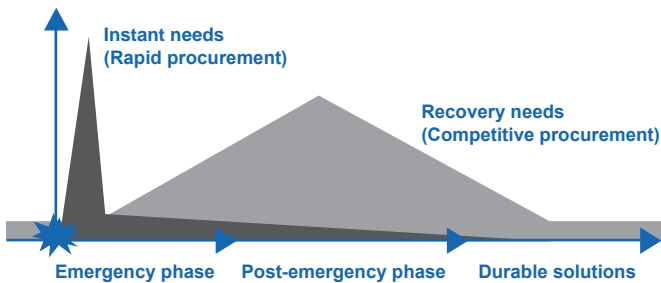 Instant needs
(Rapid procurement)
Recovery needs
(Competitive procurement)
Emergency phase
Post-emergency phase
Durable solutions